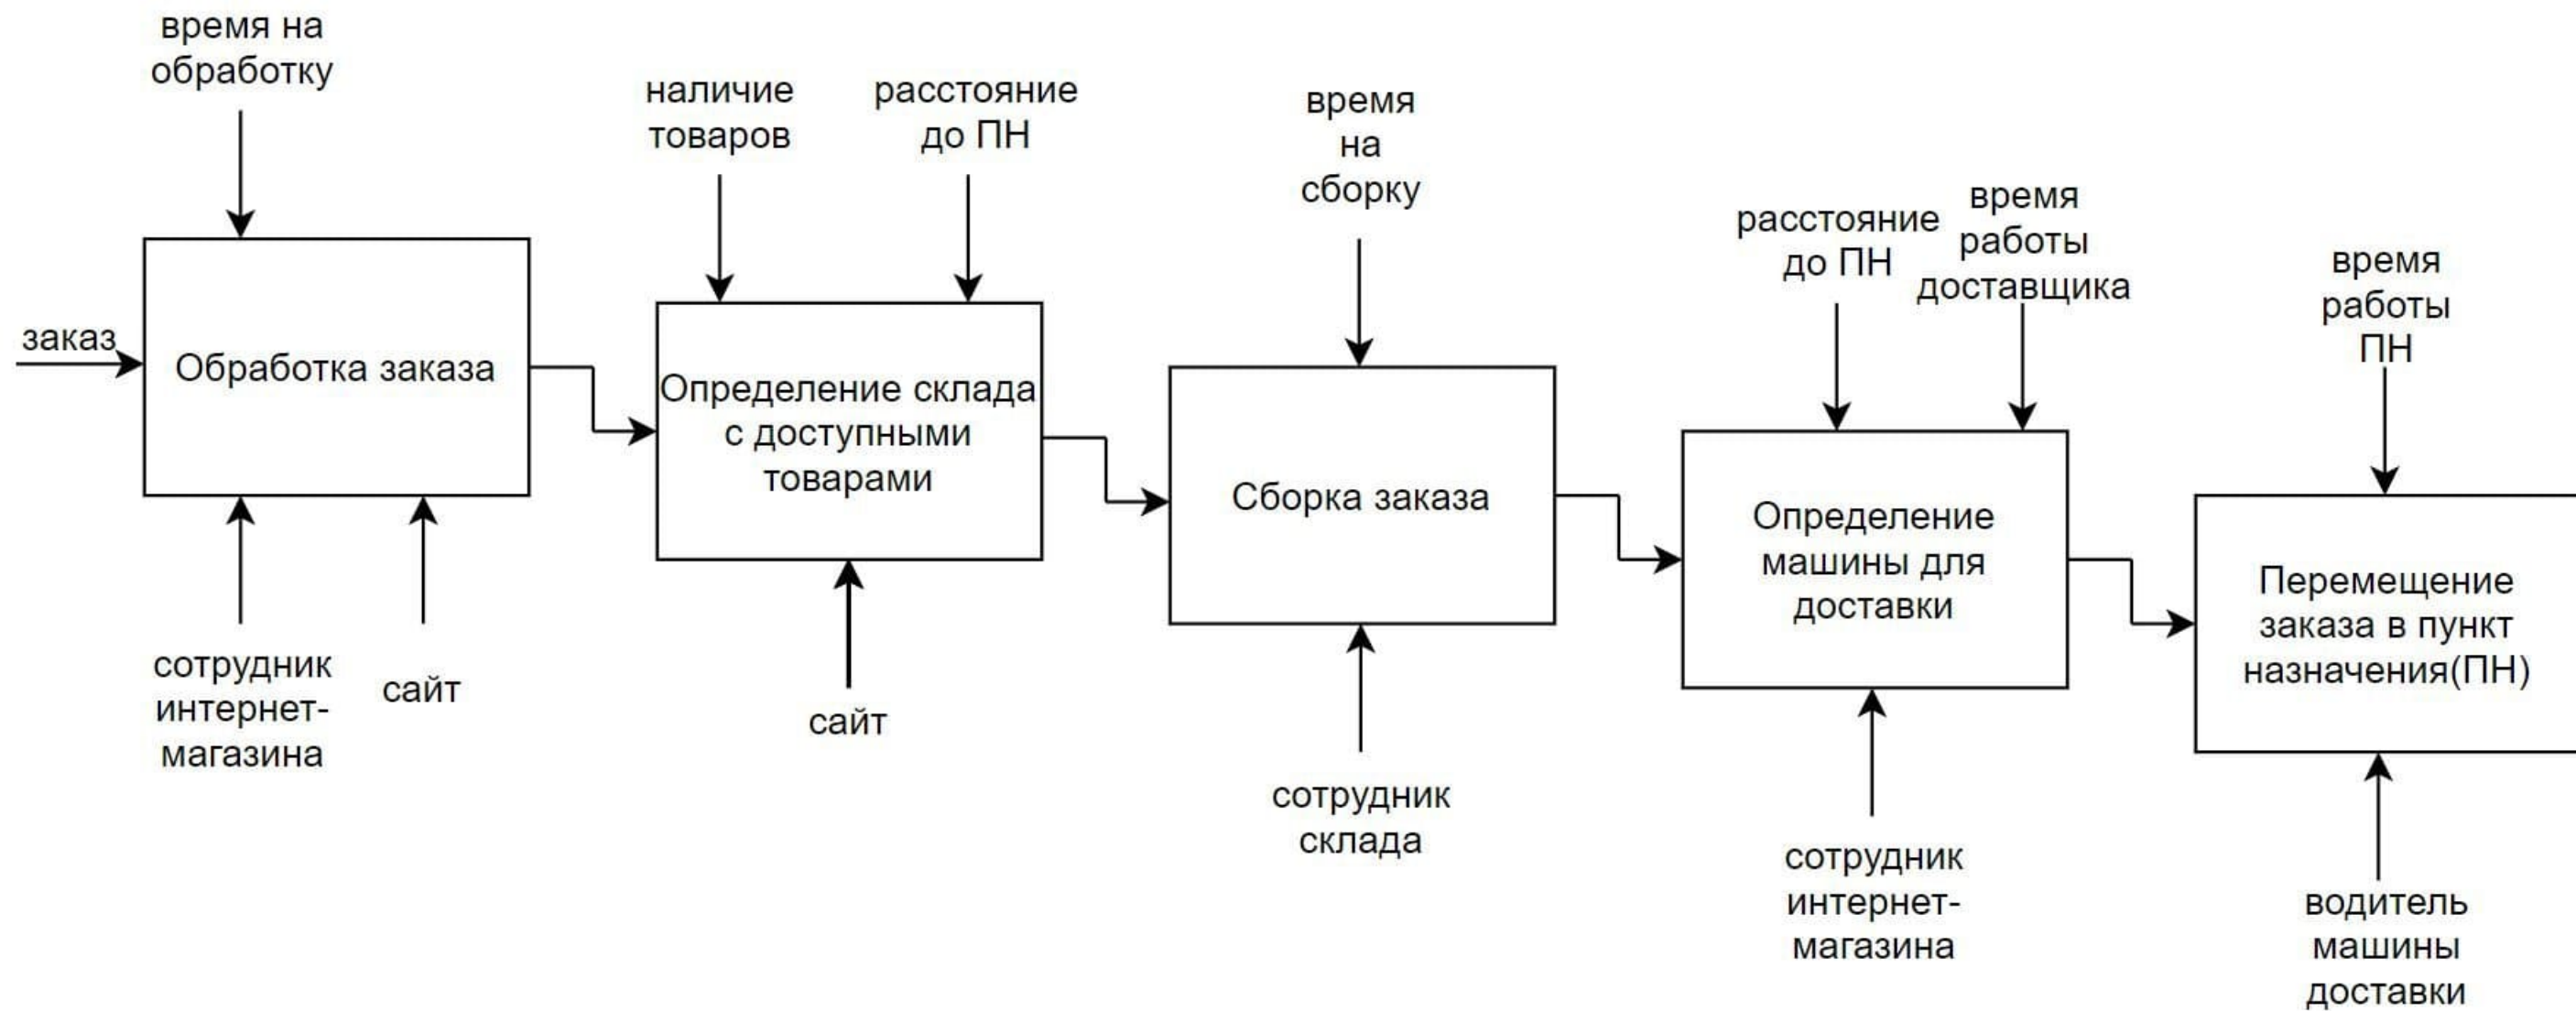 время на
обработку
наличие
товаров
расстояние
до ПН
время
на
сборку
расстояние
до ПН
время
работы
доставщика
время
работы
ПН
заказ
Обработка заказа
Определение склада
с доступными
товарами
Сборка заказа
Определение
машины для
доставки
Перемещение
заказа в пункт
назначения(ПН)
сотрудник
интернет-
магазина
сайт
сайт
сотрудник
склада
сотрудник
интернет-
магазина
водитель
машины
доставки